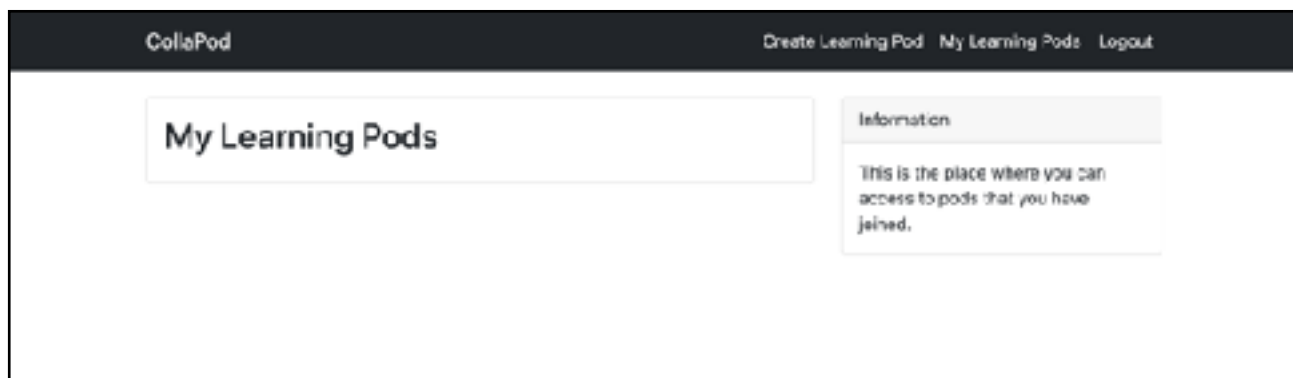 CollaPod
Create Learning Pod My Learning Pods Logout
My Learning Pods
Information
This is the place where you can
access to pods that you have
joined.